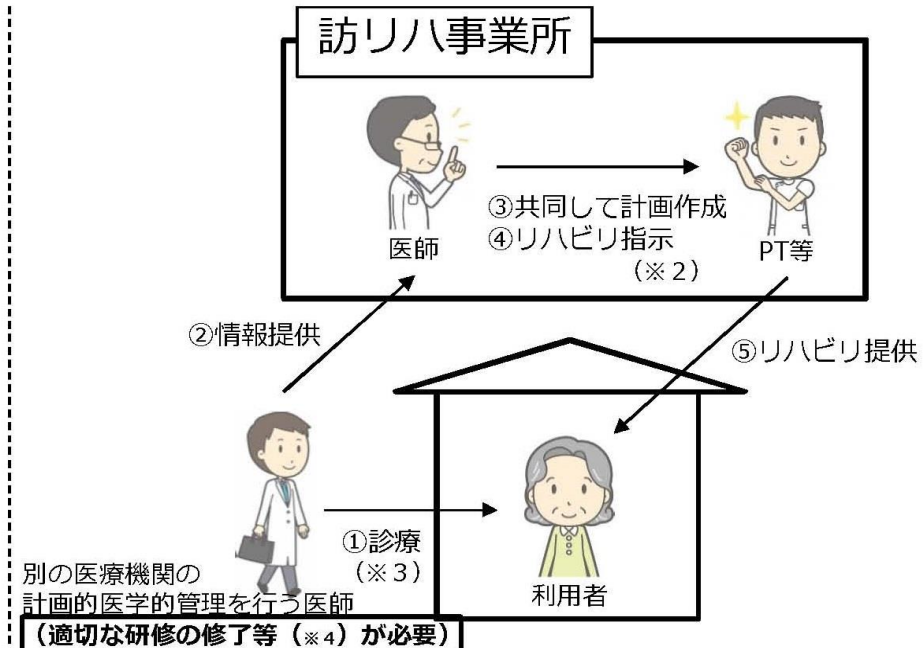 訪リハ事業所
医師
③共同して計画作成
④リハビリ指示
（※２）
PT等
②情報提供
⑤リハビリ提供
①診療
（※３）
利用者
別の医療機関の
計画的医学的管理を行う医師
（適切な研修の修了等（※4）が必要）